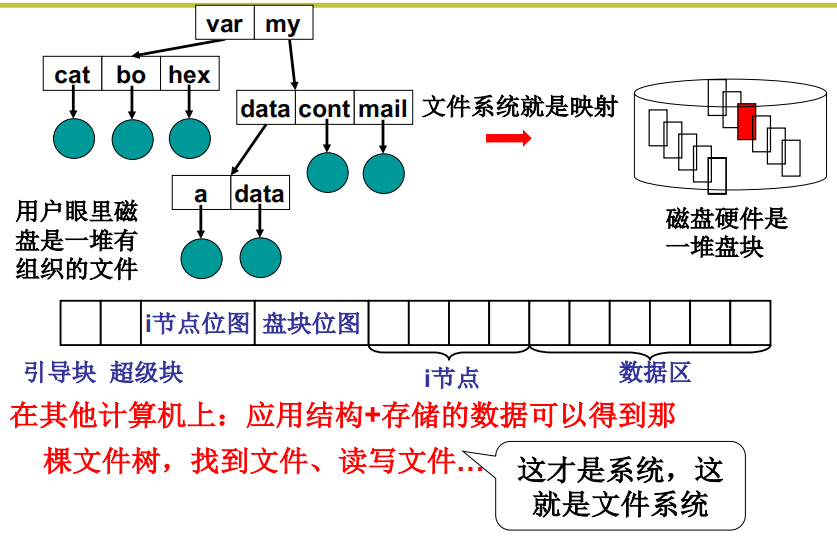 var my
cat bo hex
data cont mail
文件系统就是映射
a data
用户眼里磁
盘是一堆有
组织的文件
磁盘硬件是
一堆盘块
i节点位图 盘块位图
引导块 超级块
i节点
数据区
在其他计算机上：应用结构+存储的数据可以得到那
棵文件树，找到文件、读写文件…
这才是系统，这
就是文件系统